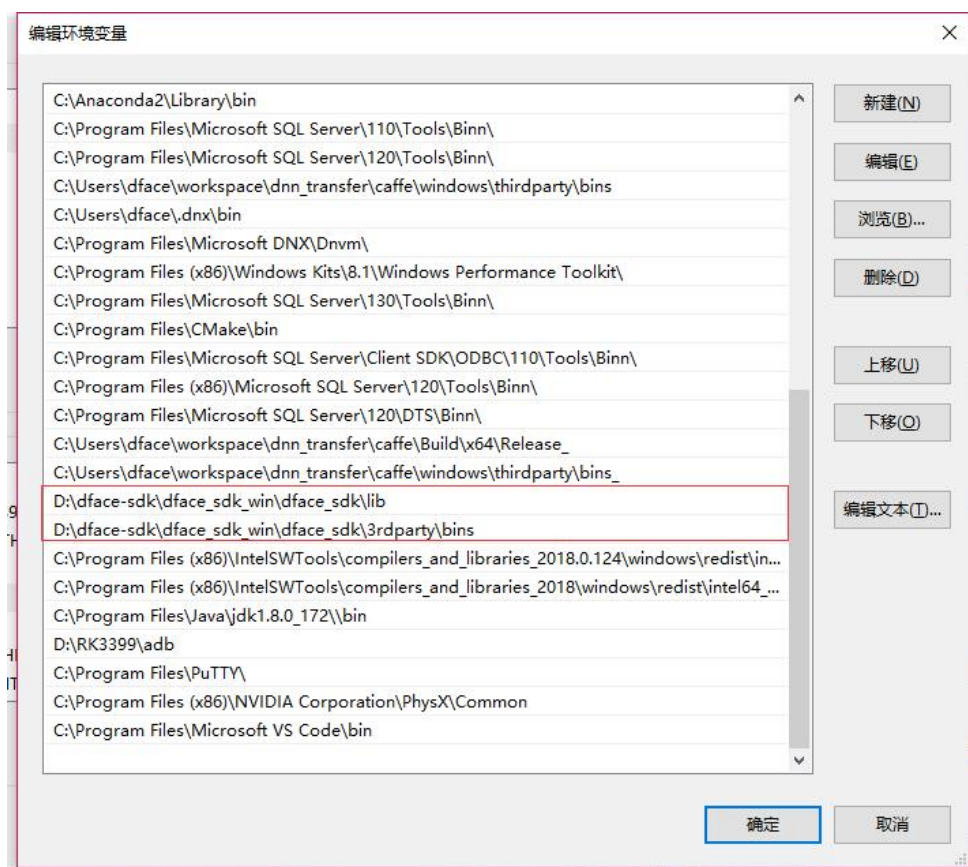 编辑环境变量
C:\Anaconda2\Library\bin
C:\Program Files\Microsoft SQL Server\110\Tools\Binn\
C:\Program Files\Microsoft SQL Server\120\Tools\Binn\
C:\Users\dface\workspace\dnn_transfer\caffe\windows\thirdparty\bins
C:\Users\dface\.dnx\bin
C:\Program Files\Microsoft DNX\Dnvm\
C:\Program Files (x86)\Windows Kits\8.1\Windows Performance Toolkit\
C:\Program Files\Microsoft SQL Server\130\Tools\Binn\
C:\Program Files\CMake\bin
C:\Program Files\Microsoft SQL Server\Client SDK\ODBC\110\Tools\Binn\
C:\Program Files (x86)\Microsoft SQL Server\120\Tools\Binn\
C:\Program Files\Microsoft SQL Server\120\DTS\Binn\
C:\Users\dface\workspace\dnn_transfer\caffe\Build\x64\Release_
C:\Users\dface\workspace\dnn_transfer\caffe\windows\thirdparty\bins_
D:\dface-sdk\dface_sdk_win\dface_sdk\lib
D:\dface-sdk\dface_sdk_win\dface_sdk\3rdparty\bins
C:\Program Files (x86)\IntelSWTools\compilers_and_libraries_2018.0.124\windows\redist\in...
C:\Program Files (x86)\IntelSWTools\compilers_and_libraries_2018\windows\redist\intel64_...
C:\Program Files\Java\jdk1.8.0_172\\bin
D:\RK3399\adb
C:\Program Files\PuTTY\
C:\Program Files (x86)\NVIDIA Corporation\PhysX\Common
C:\Program Files\Microsoft VS Code\bin
新建(N)
编辑(E)
浏览(B)...
删除(D)
上移(U)
下移(O)
编辑文本(T)...
确定
取消